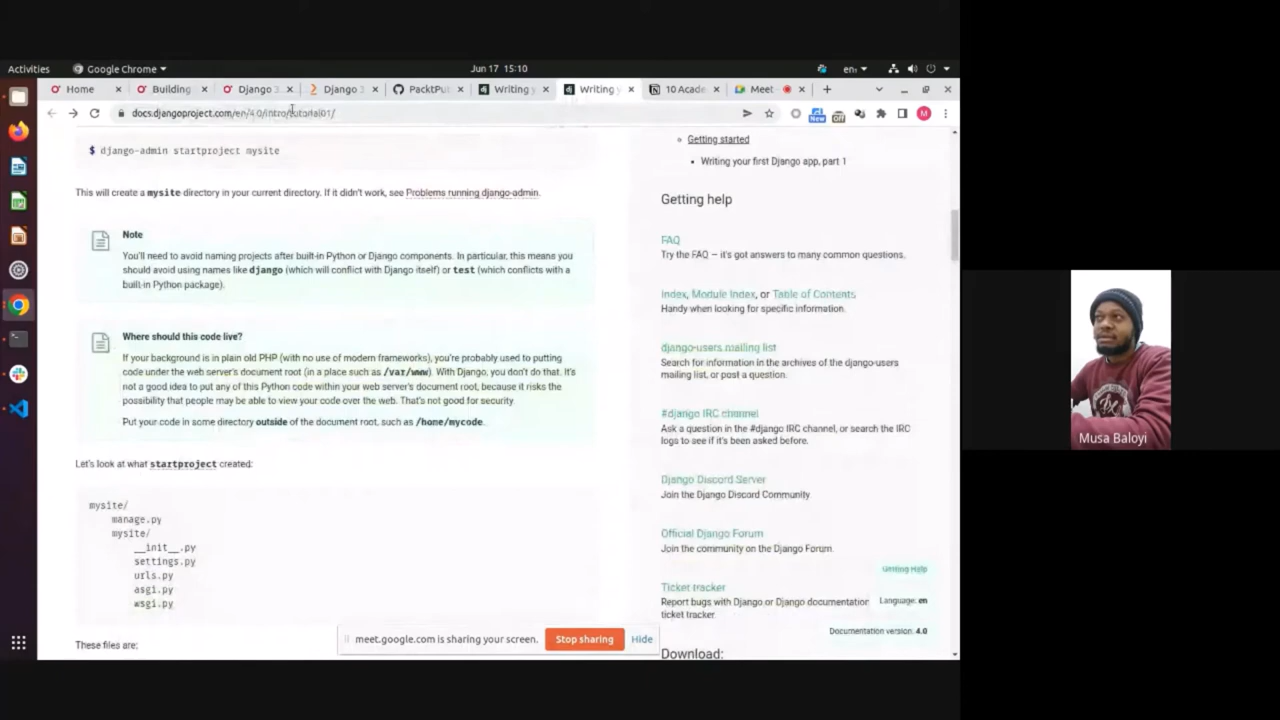 Activities
Google Chrome
Jun 17 15:10
en₁
Home
Building
Django 3
Django 3
PacktPu
Writing y
Writing y
10 Acade
Meet -
docs.djangoproject.com/en/4.0/intro/tutorial01/
New
Off
M
$ django-admin startproject mysite
This will create a mysite directory in your current directory. If it didn't work, see Problems running django-admin.
Note
You'll need to avoid naming projects after built-in Python or Django components. In particular, this means you
should avoid using names like django (which will conflict with Django itself) or test (which conflicts with a
built-in Python package).
Where should this code live?
If your background is in plain old PHP (with no use of modern frameworks), you're probably used to putting
code under the web server's document root (in a place such as /var/www). With Django, you don't do that. It's
not a good idea to put any of this Python code within your web server's document root, because it risks the
possibility that people may be able to view your code over the web. That's not good for security.
Put your code in some directory outside of the document root, such as /home/mycode.
Let's look at what startproject created:
mysite/
manage.py
mysite/
__init__.py
settings.py
urls.py
asgi.py
wsgi.py
These files are:
Getting started
Writing your first Django app, part 1
Getting help
FAQ
Try the FAQ — it's got answers to many common questions.
Index, Module Index, or Table of Contents
Handy when looking for specific information.
django-users mailing list
Search for information in the archives of the django-users
mailing list, or post a question.
#django IRC channel
Ask a question in the #django IRC channel, or search the IRC
logs to see if it's been asked before.
Django Discord Server
Join the Django Discord Community
Official Django Forum
Join the community on the Django Forum.
Ticket tracker
Report bugs with Django or Django documentation
ticket tracker.
Download:
Getting Help
Language: en
Documentation version: 4.0
meet.google.com is sharing your screen.
Stop sharing
Hide
Musa Baloyi